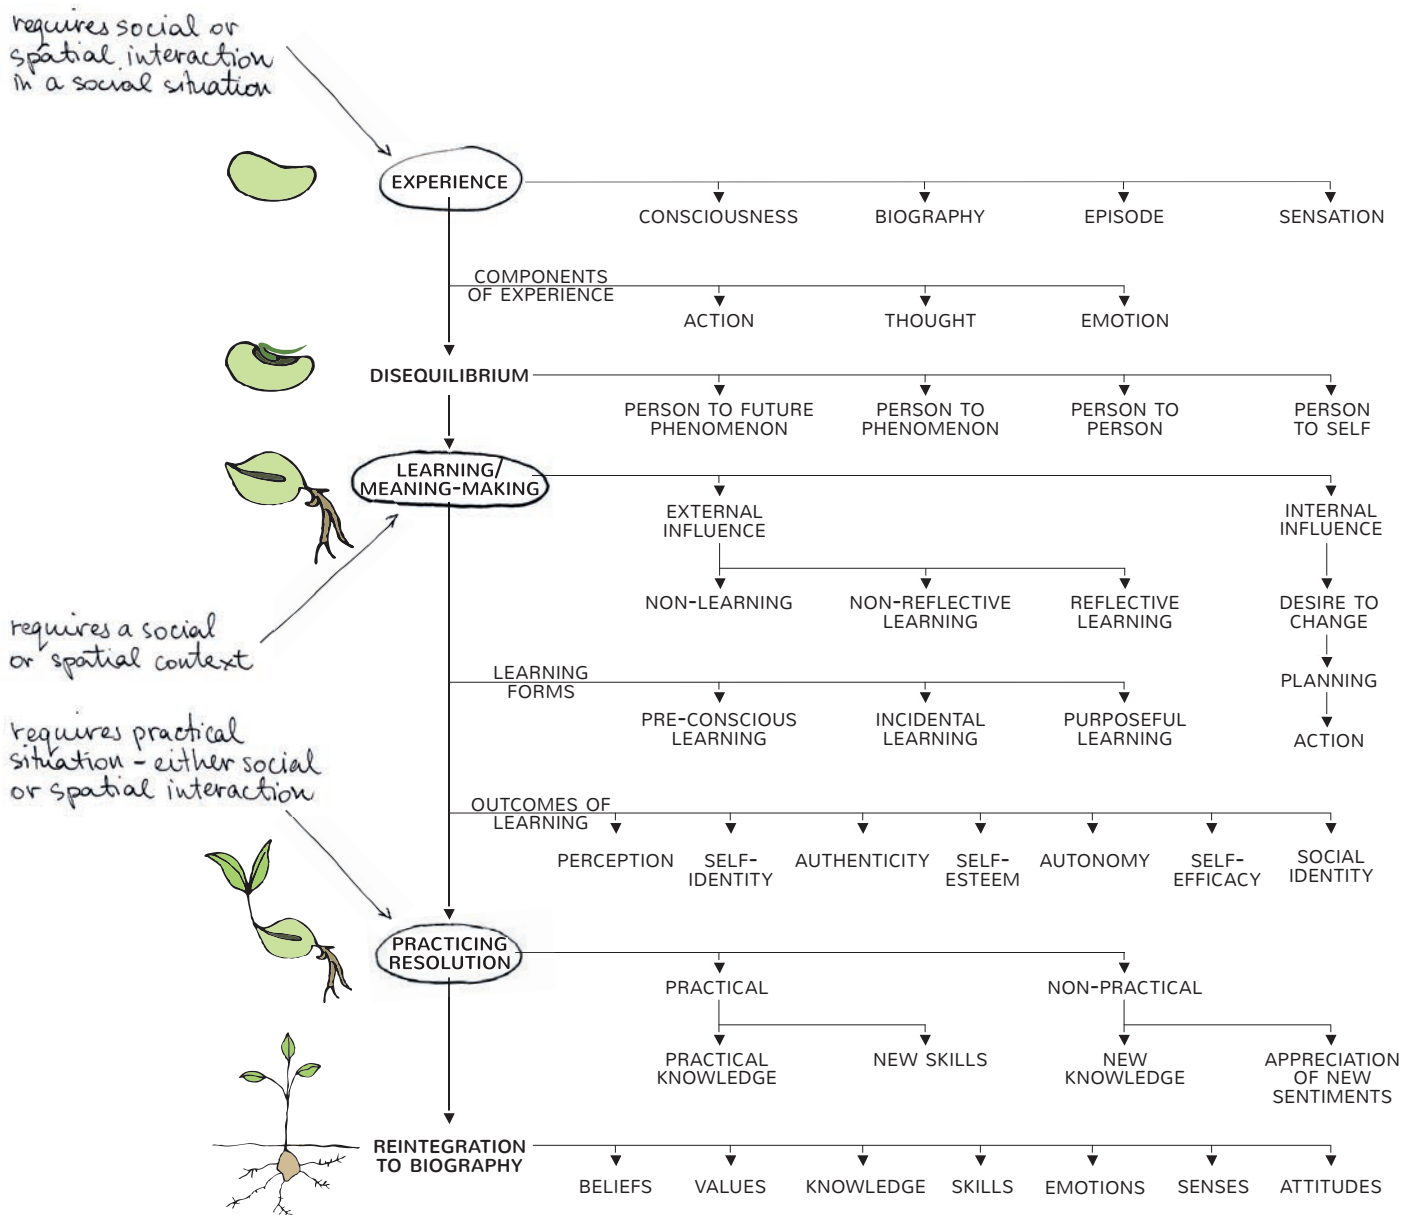 requires social or
spatial interaction
in a social situation
EXPERIENCE
CONSCIOUSNESS
BIOGRAPHY
EPISODE
SENSATION
COMPONENTS
OF EXPERIENCE
ACTION
THOUGHT
EMOTION
DISEQUILIBRIUM
PERSON TO FUTURE
PHENOMENON
PERSON TO
PHENOMENON
PERSON TO
PERSON
PERSON
TO SELF
LEARNING/
MEANING-MAKING
EXTERNAL
INFLUENCE
INTERNAL
INFLUENCE
NON-LEARNING
NON-REFLECTIVE
LEARNING
REFLECTIVE
LEARNING
DESIRE TO
CHANGE
PLANNING
ACTION
requires a social
or spatial context
LEARNING
FORMS
PRE-CONSCIOUS
LEARNING
INCIDENTAL
LEARNING
PURPOSEFUL
LEARNING
requires practical
situation - either social
or spatial interaction
OUTCOMES OF
LEARNING
PERCEPTION
SELF-
IDENTITY
AUTHENTICITY
SELF-
ESTEEM
AUTONOMY
SELF-
EFFICACY
SOCIAL
IDENTITY
PRACTICING
RESOLUTION
PRACTICAL
NON-PRACTICAL
PRACTICAL
KNOWLEDGE
NEW SKILLS
NEW
KNOWLEDGE
APPRECIATION
OF NEW
SENTIMENTS
REINTEGRATION
TO BIOGRAPHY
BELIEFS
VALUES
KNOWLEDGE
SKILLS
EMOTIONS
SENSES
ATTITUDES